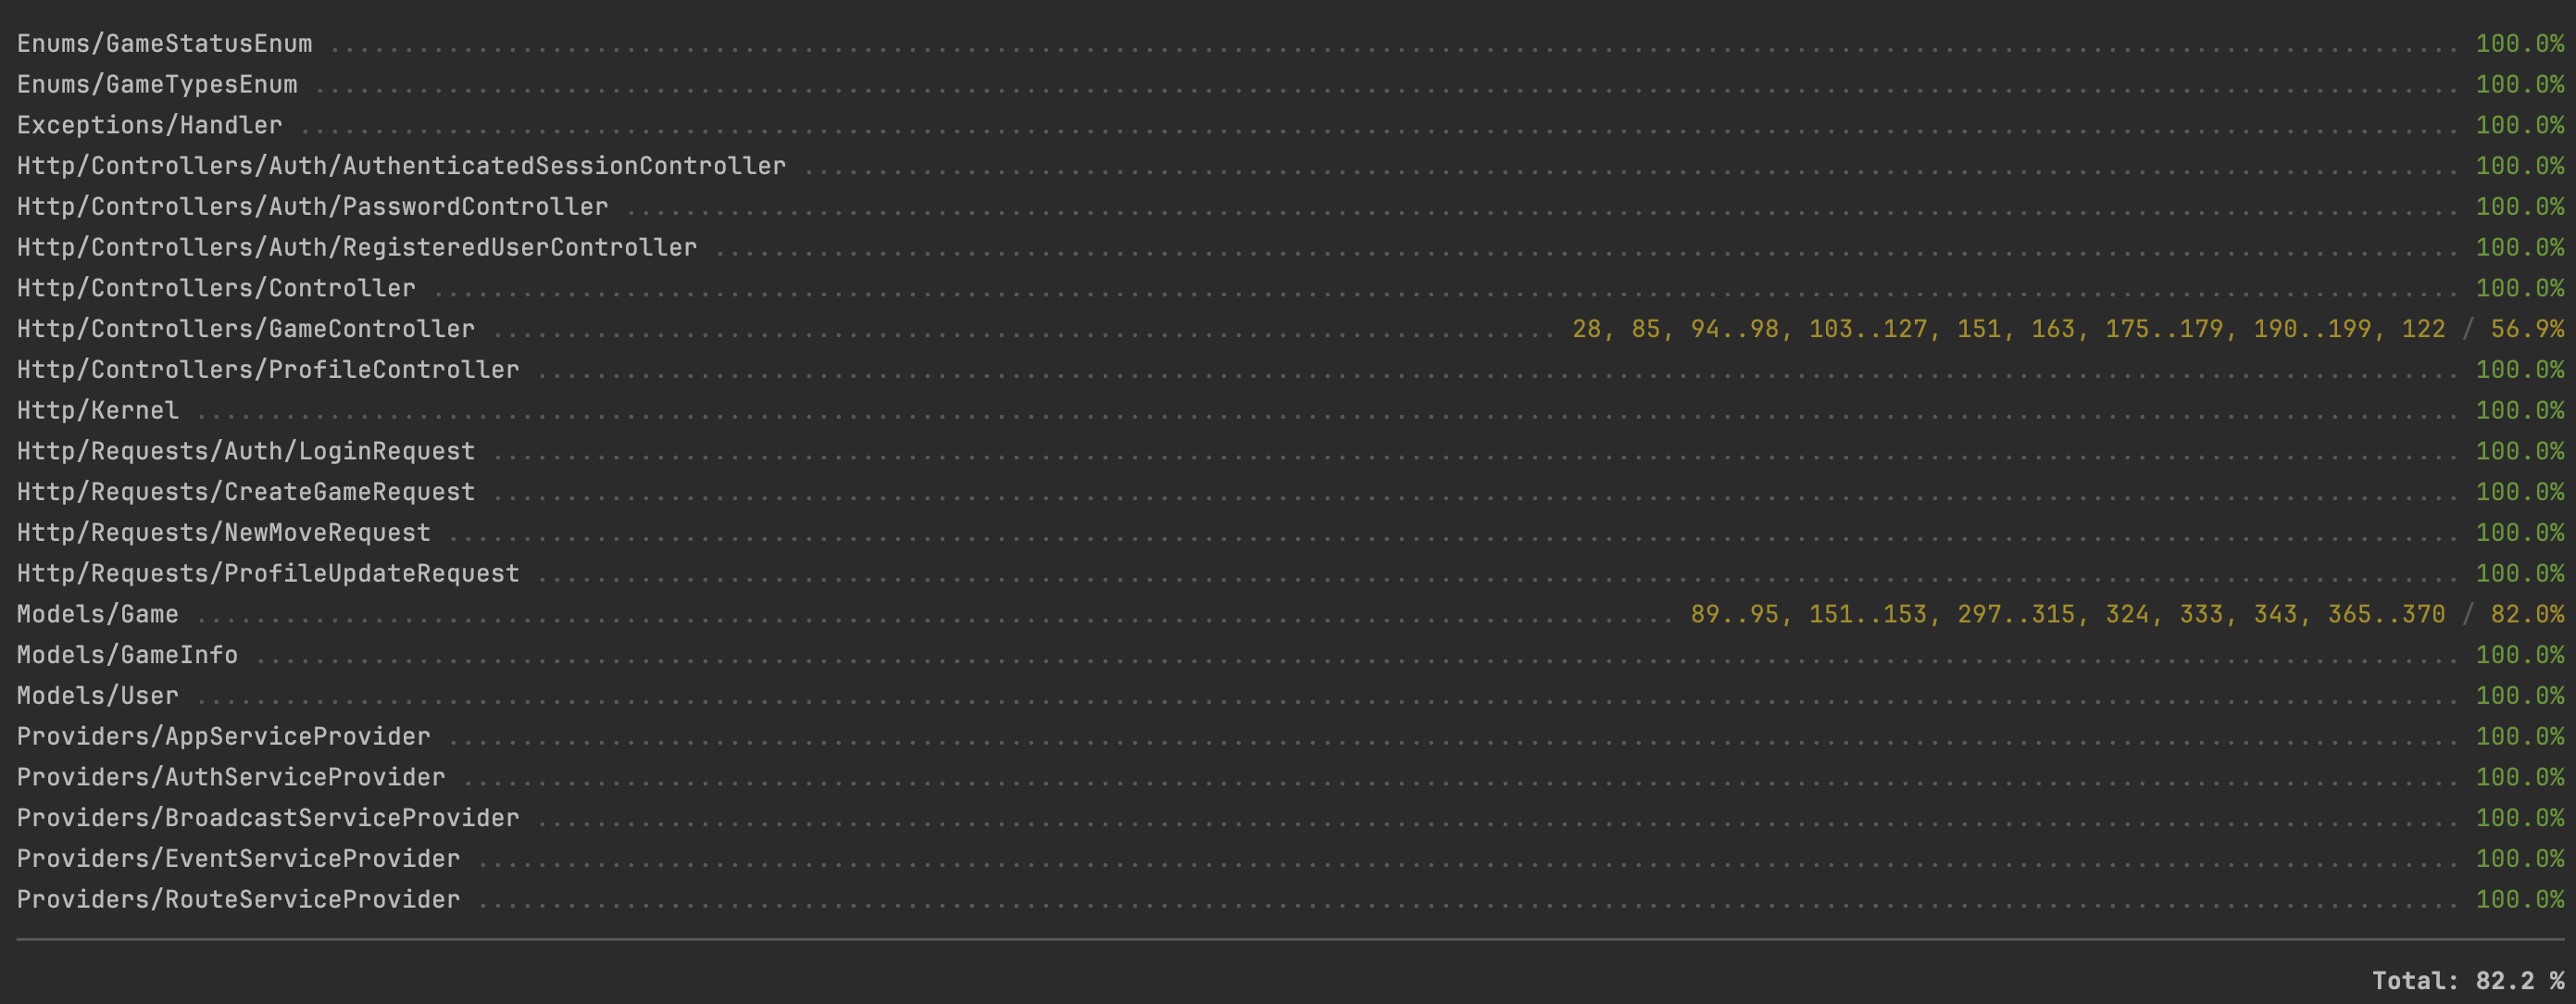 Enums/GameStatusEnum ........ 100.0%
Enums/GameTypesEnum ........ 100.0%
Exceptions/Handler ........ 100.0%
Http/Controllers/Auth/AuthenticatedSessionController ........ 100.0%
Http/Controllers/Auth/PasswordController ........ 100.0%
Http/Controllers/Auth/RegisteredUserController ........ 100.0%
Http/Controllers/Controller ........ 100.0%
Http/Controllers/GameController ........ 28, 85, 94..98, 103..127, 151, 163, 175..179, 190..199, 122 / 56.9%
Http/Controllers/ProfileController ........ 100.0%
Http/Kernel ........ 100.0%
Http/Requests/Auth/LoginRequest ........ 100.0%
Http/Requests/CreateGameRequest ........ 100.0%
Http/Requests/NewMoveRequest ........ 100.0%
Http/Requests/ProfileUpdateRequest ........ 100.0%
Models/Game ........ 89..95, 151..153, 297..315, 324, 333, 343, 365..370 / 82.0%
Models/GameInfo ........ 100.0%
Models/User ........ 100.0%
Providers/AppServiceProvider ........ 100.0%
Providers/AuthServiceProvider ........ 100.0%
Providers/BroadcastServiceProvider ........ 100.0%
Providers/EventServiceProvider ........ 100.0%
Providers/RouteServiceProvider ........ 100.0%
Total: 82.2 %